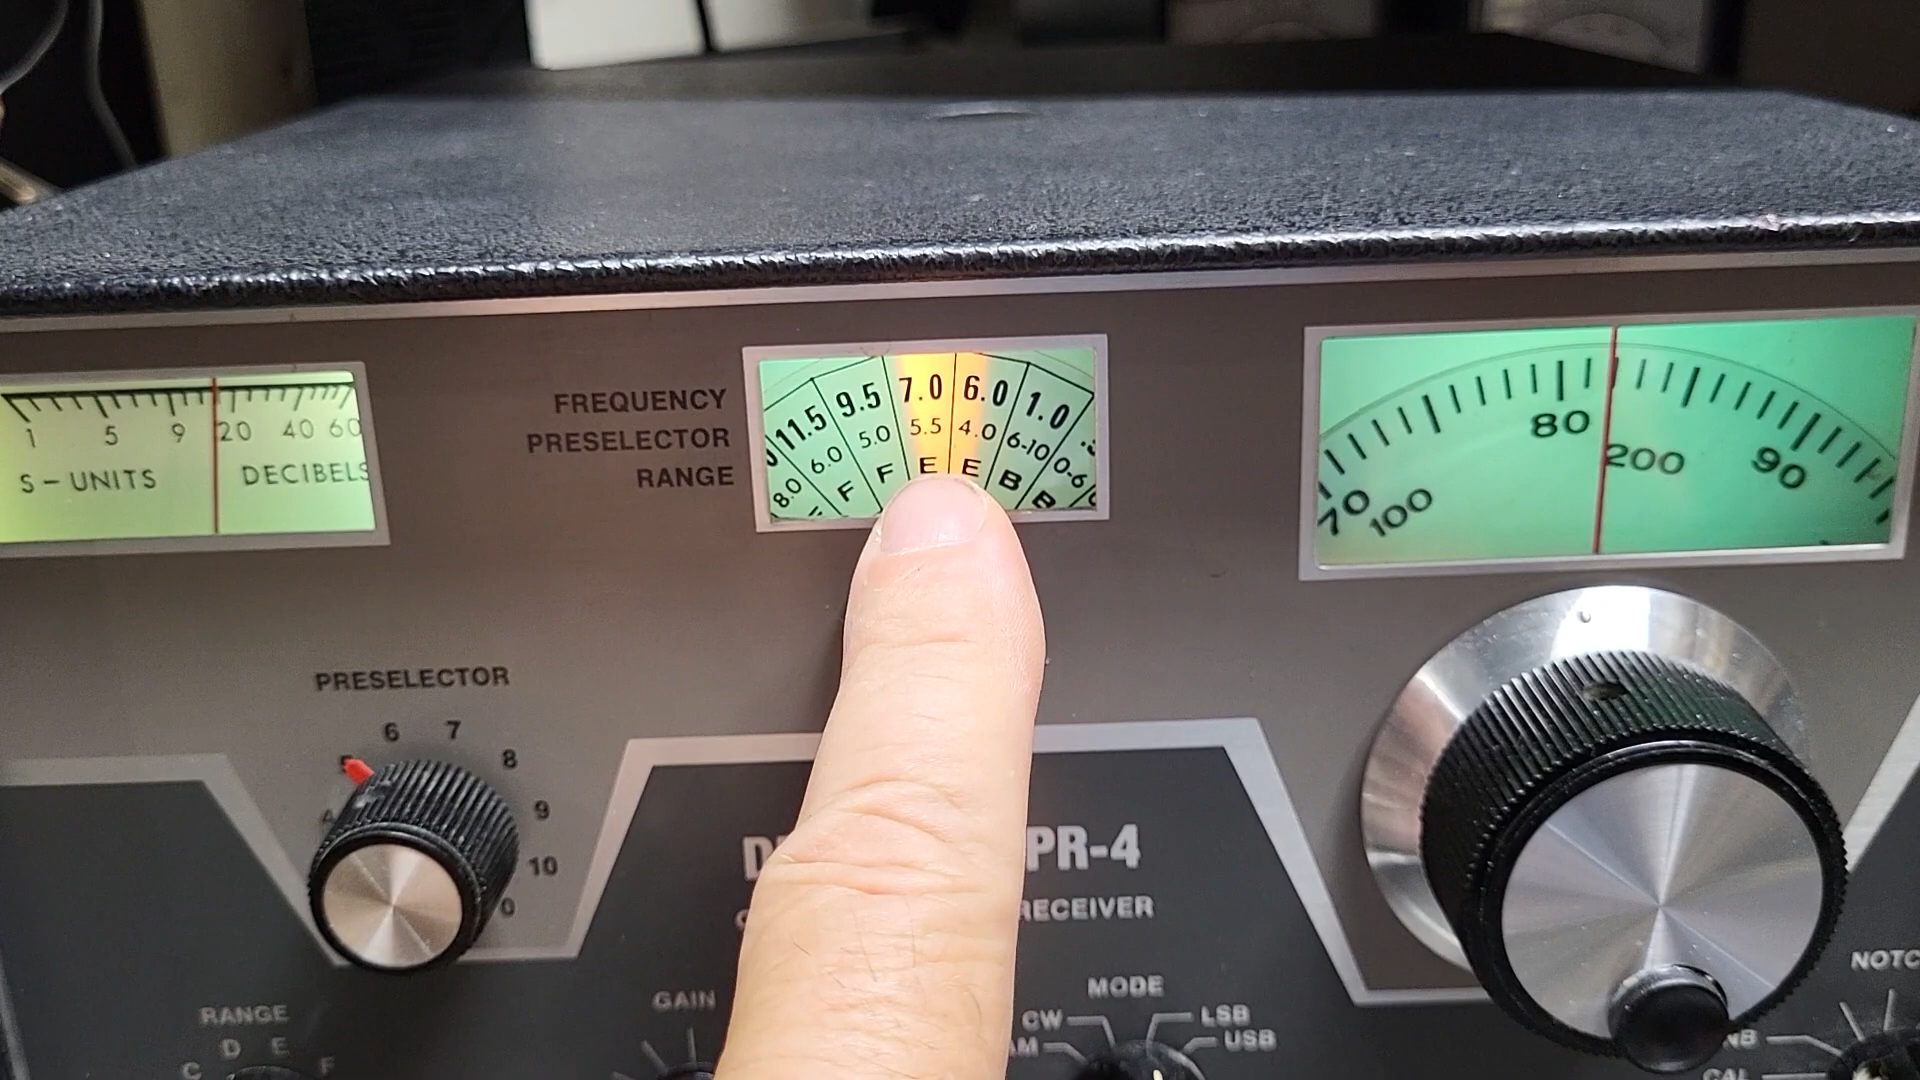 1 5 9 20 40 60
S-UNITS DECIBELS
FREQUENCY
PRESELECTOR
RANGE
11.5 9.5 7.0 6.0 1.0 .5
8.0 6.0 5.0 5.5 4.0 6-10 0-6
F F E E B B
70 80 90
100 200
PRESELECTOR
4 5 6 7 8 9 10
PR-4
RECEIVER
RANGE
C D E F
GAIN
MODE
CW LSB
AM USB
NOTC
NB
CAL